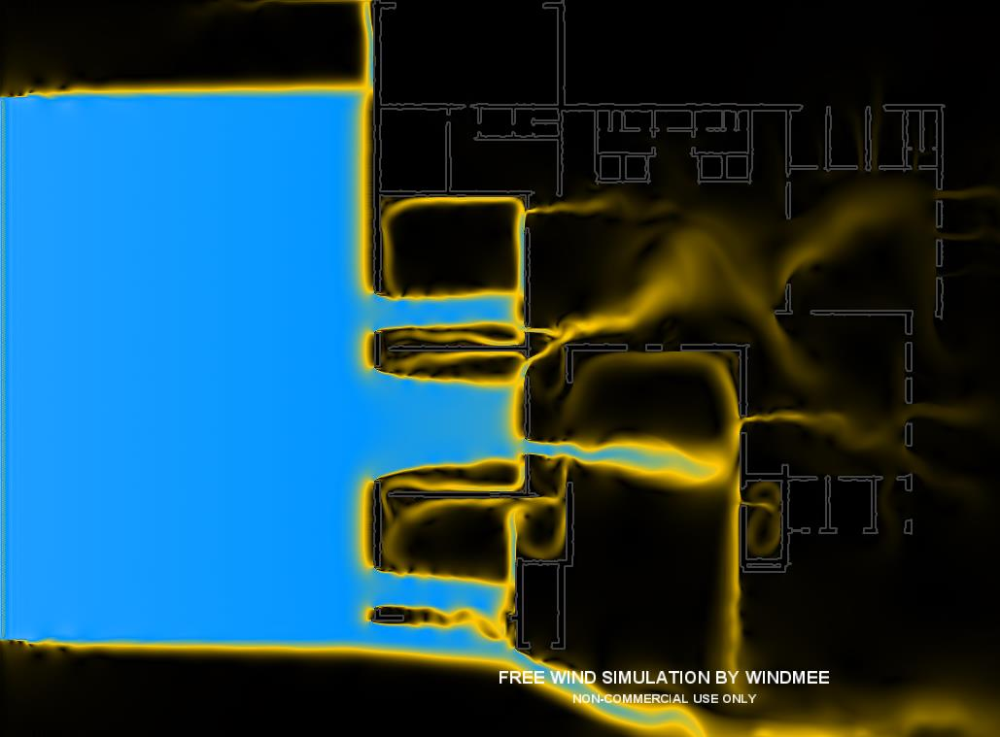 FREE WIND SIMULATION BY WINDMEE
NON-COMMERCIAL USE ONLY